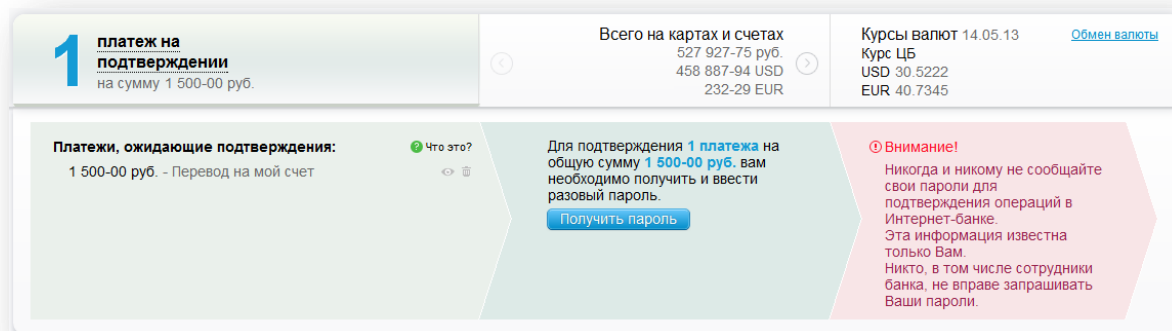 1
платеж на
подтверждении
на сумму 1 500-00 руб.
Всего на картах и счетах
527 927-75 руб.
458 887-94 USD
232-29 EUR
Курсы валют 14.05.13
Обмен валюты
Курс ЦБ
USD 30.5222
EUR 40.7345
Платежи, ожидающие подтверждения:
Что это?
1 500-00 руб. - Перевод на мой счет
Для подтверждения 1 платежа на
общую сумму 1 500-00 руб. вам
необходимо получить и ввести
разовый пароль.
Получить пароль
Внимание!
Никогда и никому не сообщайте
свои пароли для
подтверждения операций в
Интернет-банке.
Эта информация известна
только Вам.
Никто, в том числе сотрудники
банка, не вправе запрашивать
Ваши пароли.